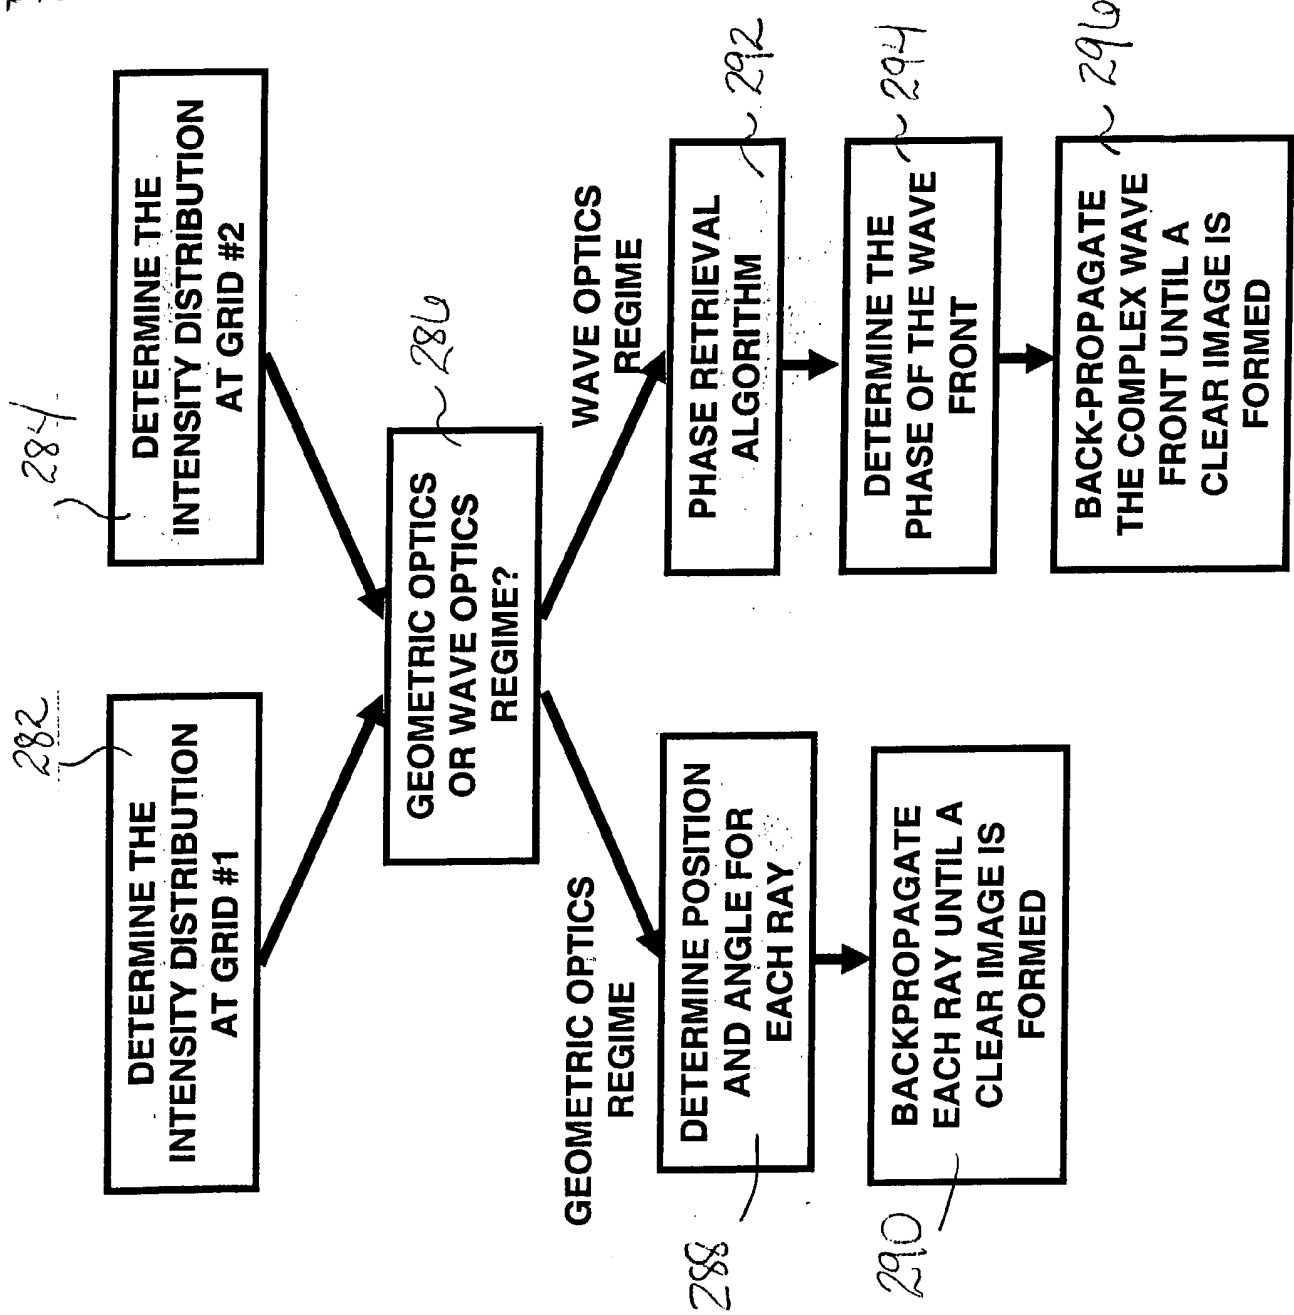 282
DETERMINE THE
INTENSITY DISTRIBUTION
AT GRID #1
284
DETERMINE THE
INTENSITY DISTRIBUTION
AT GRID #2
GEOMETRIC OPTICS
OR WAVE OPTICS
REGIME?
286
GEOMETRIC OPTICS
REGIME
WAVE OPTICS
REGIME
288
DETERMINE POSITION
AND ANGLE FOR
EACH RAY
290
BACKPROPAGATE
EACH RAY UNTIL A
CLEAR IMAGE IS
FORMED
PHASE RETRIEVAL
ALGORITHM
292
DETERMINE THE
PHASE OF THE WAVE
FRONT
294
BACK-PROPAGATE
THE COMPLEX WAVE
FRONT UNTIL A
CLEAR IMAGE IS
FORMED
296